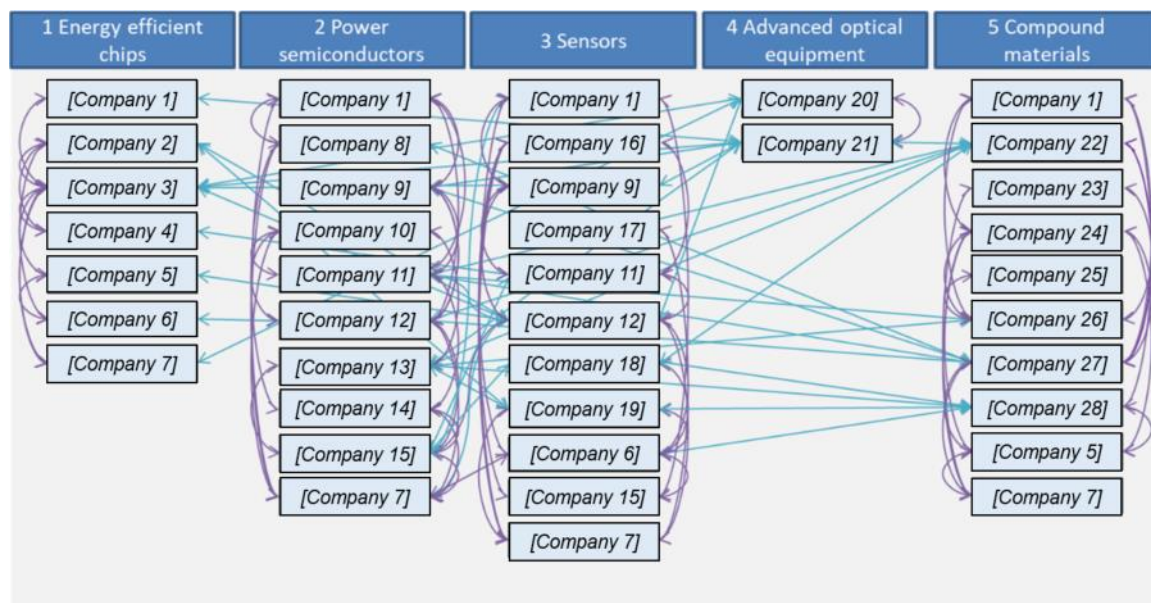 1 Energy efficient
chips
2 Power
semiconductors
3 Sensors
4 Advanced optical
equipment
5 Compound
materials
[Company 1]
[Company 2]
[Company 3]
[Company 4]
[Company 5]
[Company 6]
[Company 7]
[Company 1]
[Company 8]
[Company 9]
[Company 10]
[Company 11]
[Company 12]
[Company 13]
[Company 14]
[Company 15]
[Company 7]
[Company 1]
[Company 16]
[Company 9]
[Company 17]
[Company 11]
[Company 12]
[Company 18]
[Company 19]
[Company 6]
[Company 15]
[Company 7]
[Company 20]
[Company 21]
[Company 1]
[Company 22]
[Company 23]
[Company 24]
[Company 25]
[Company 26]
[Company 27]
[Company 28]
[Company 5]
[Company 7]